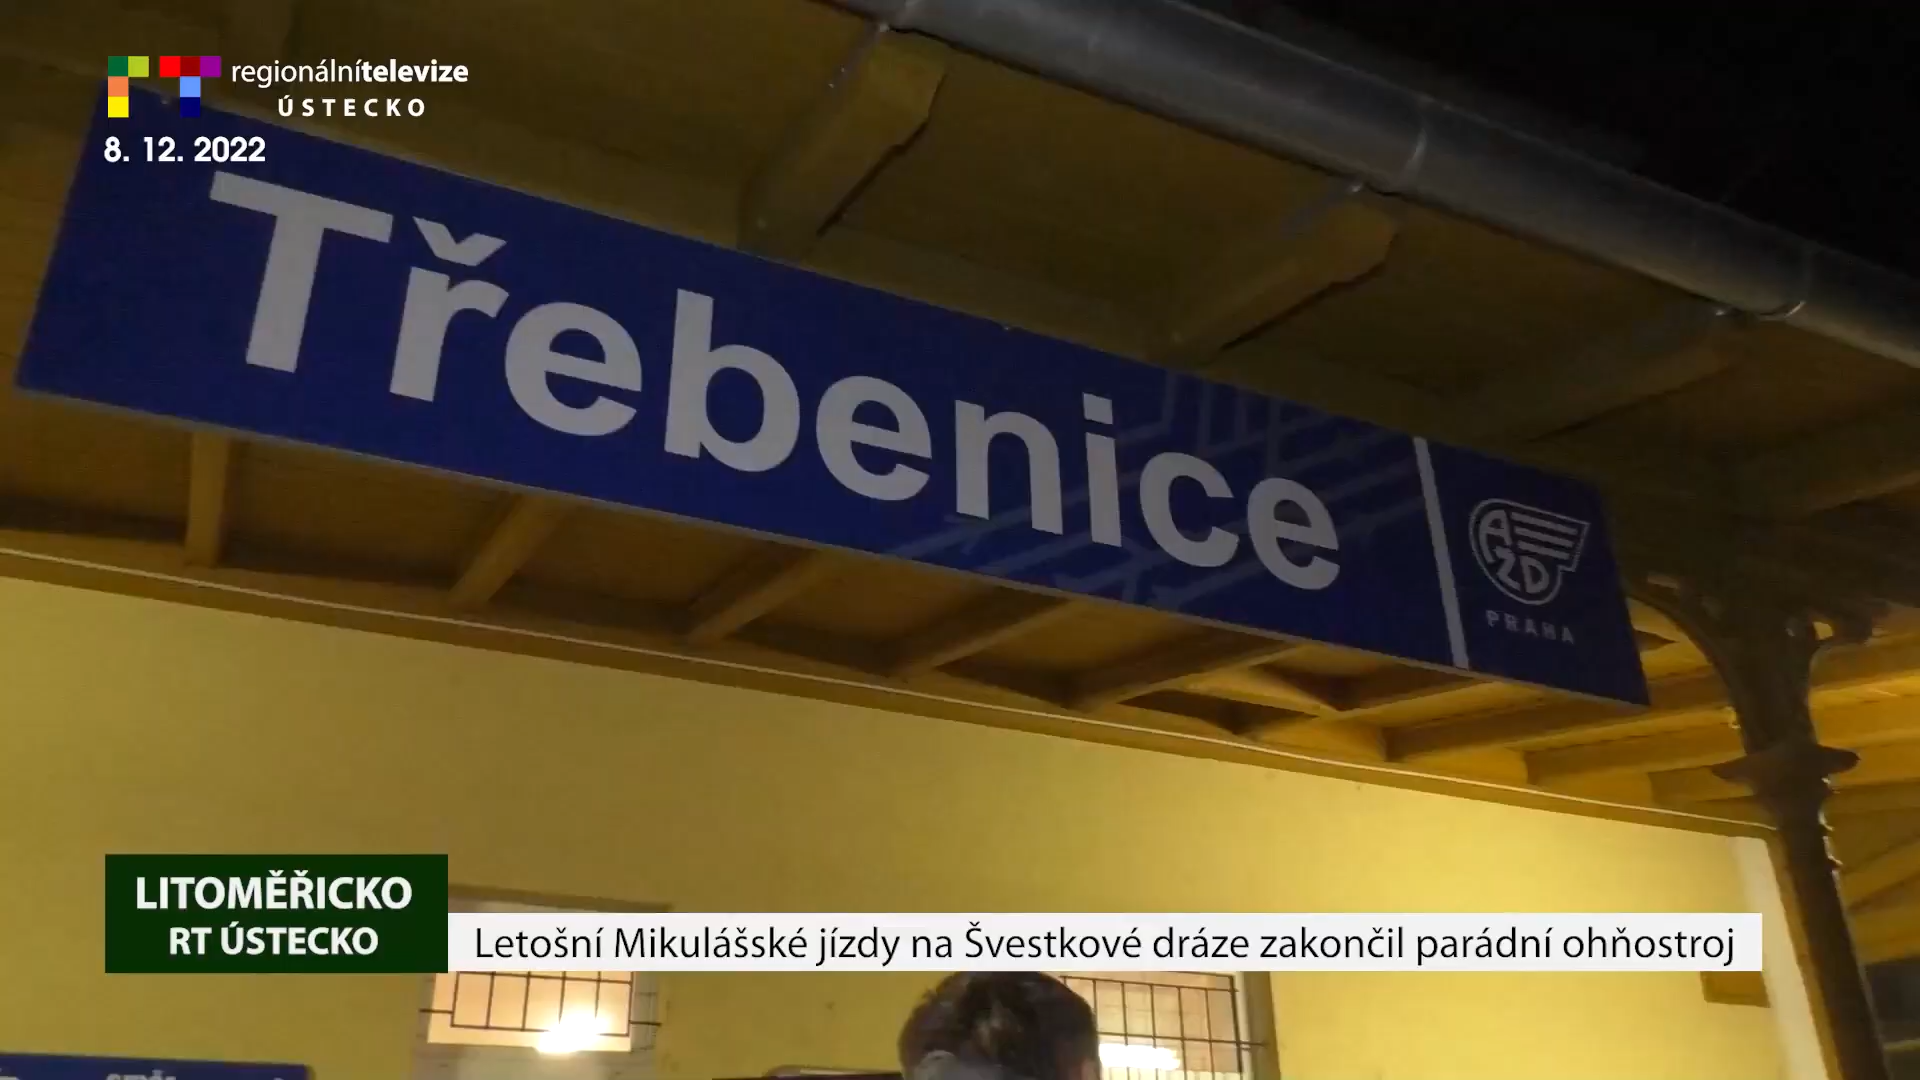 regionálnítelevize
ÚSTECKO
8. 12. 2022
Třebenice
AŽD
PRAHA
LITOMĚŘICKO
RT ÚSTECKO
Letošní Mikulášské jízdy na Švestkové dráze zakončil parádní ohňostroj